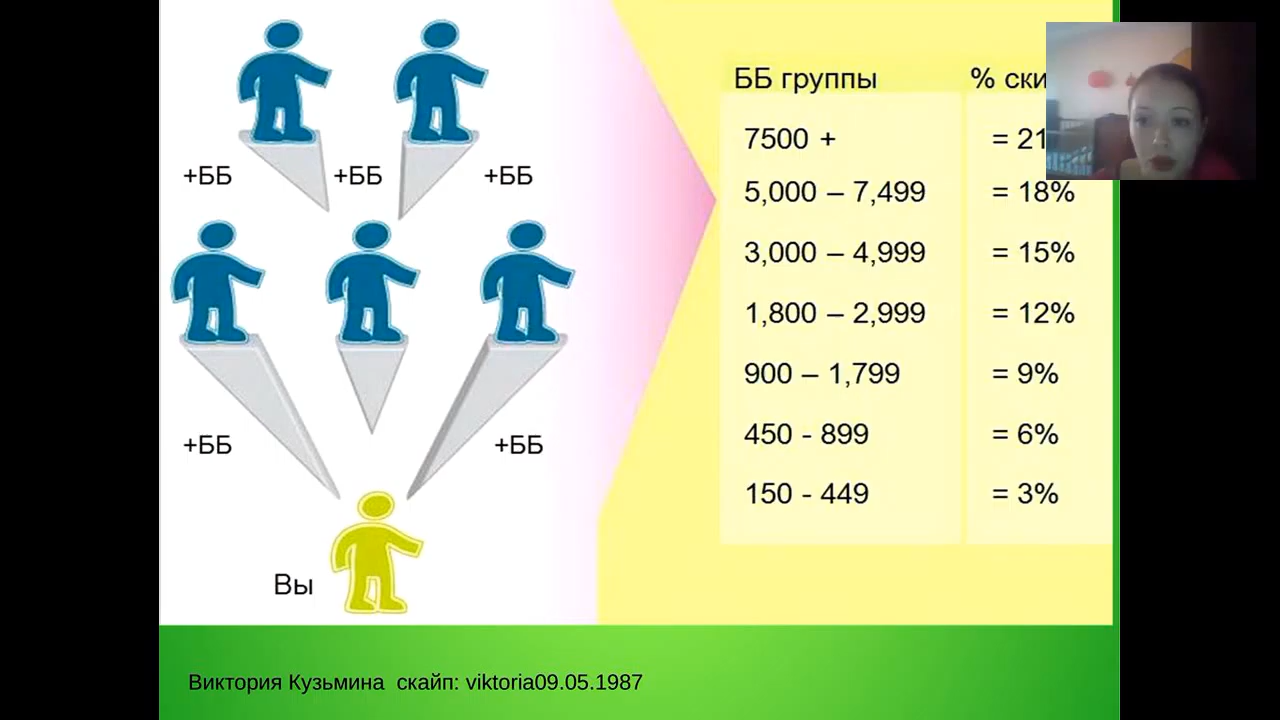 ББ группы % ски
7500 + = 21
5,000 – 7,499 = 18%
3,000 – 4,999 = 15%
1,800 – 2,999 = 12%
900 – 1,799 = 9%
450 - 899 = 6%
150 - 449 = 3%
+ББ +ББ +ББ
+ББ +ББ
Вы
Виктория Кузьмина скайп: viktoria09.05.1987